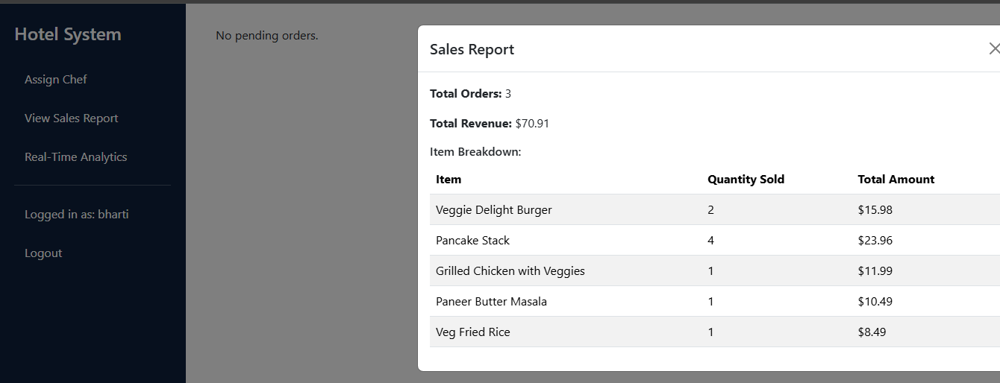 Hotel System
Assign Chef
View Sales Report
Real-Time Analytics
Logged in as: bharti
Logout
No pending orders.
Sales Report
Total Orders: 3
Total Revenue: $70.91
Item Breakdown:
Item Quantity Sold Total Amount
Veggie Delight Burger 2 $15.98
Pancake Stack 4 $23.96
Grilled Chicken with Veggies 1 $11.99
Paneer Butter Masala 1 $10.49
Veg Fried Rice 1 $8.49